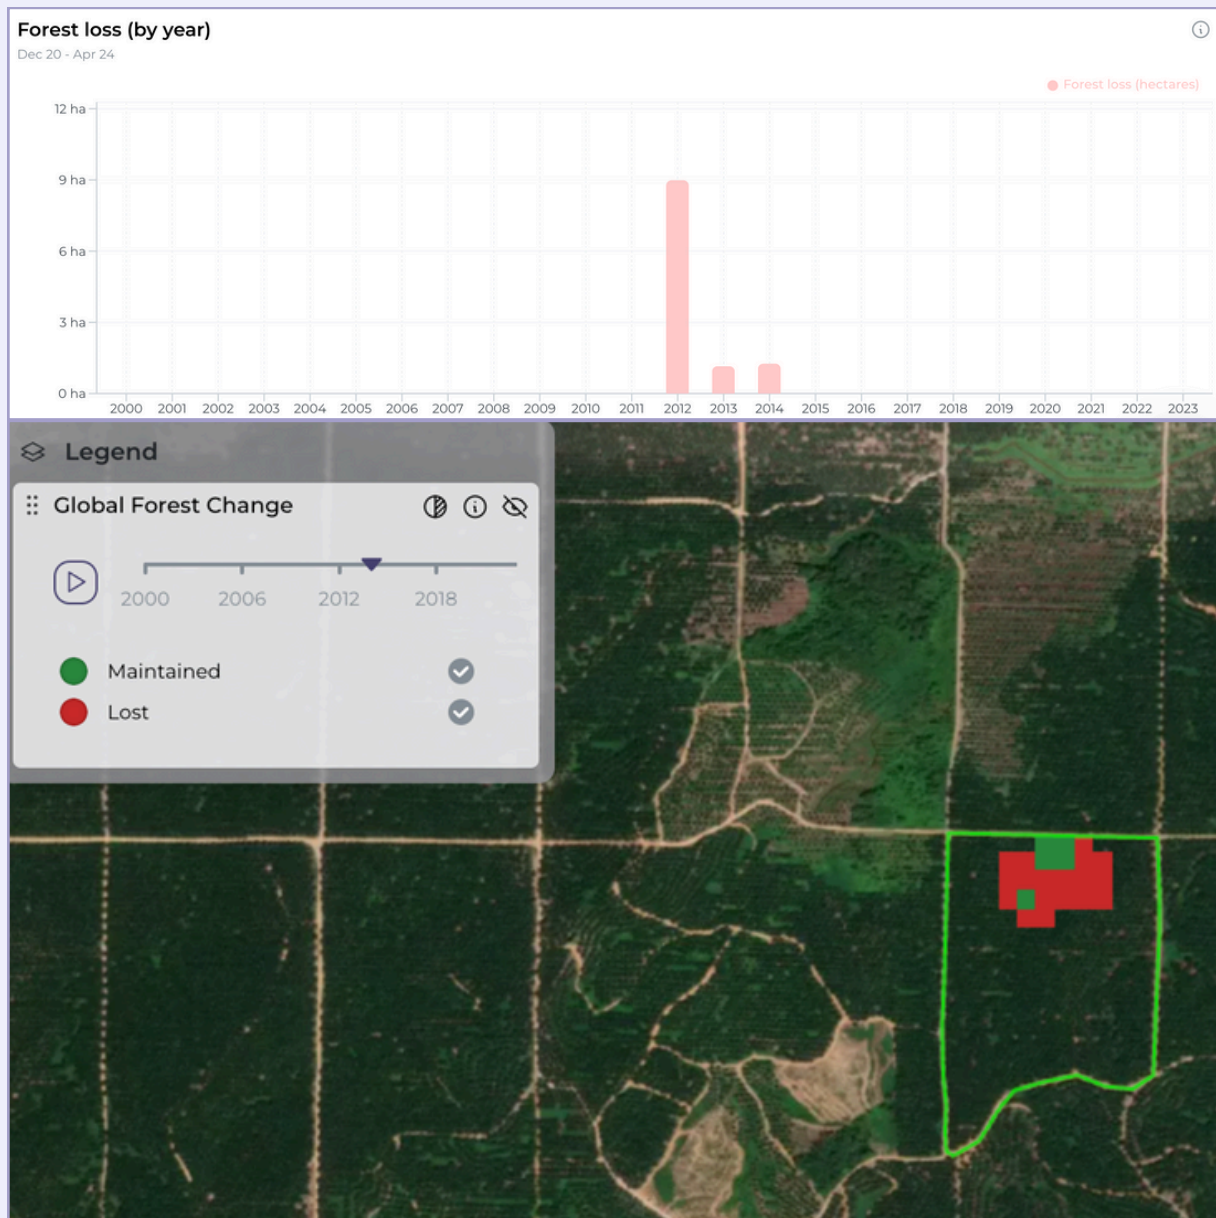 Forest loss (by year)
Dec 20 - Apr 24
Forest loss (hectares)
12 ha
9 ha
6 ha
3 ha
0 ha
2000 2001 2002 2003 2004 2005 2006 2007 2008 2009 2010 2011 2012 2013 2014 2015 2016 2017 2018 2019 2020 2021 2022 2023
Legend
Global Forest Change
2000 2006 2012 2018
Maintained
Lost